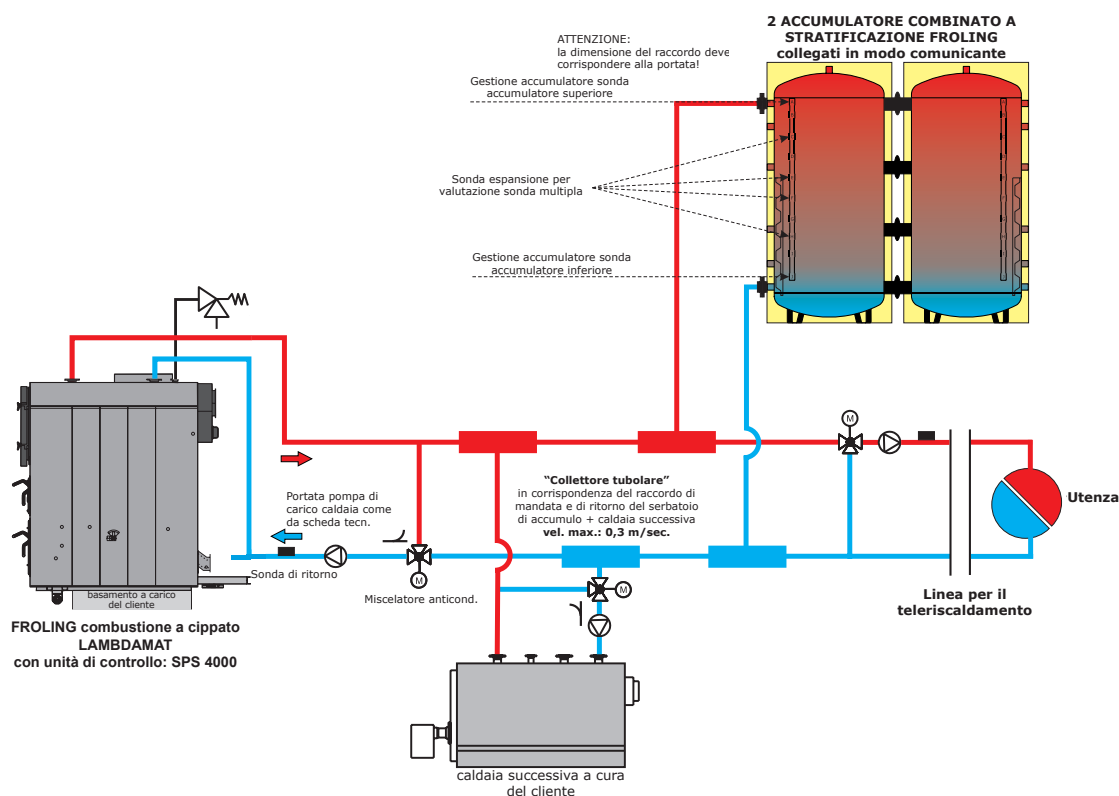 2 ACCUMULATORE COMBINATO A
STRATIFICAZIONE FROLING
collegati in modo comunicante
ATTENZIONE:
la dimensione del raccordo deve
corrispondere alla portata!
Gestione accumulatore sonda
accumulatore superiore
Sonda espansione per
valutazione sonda multipla
Gestione accumulatore sonda
accumulatore inferiore
M
"Collettore tubolare"
in corrispondenza del raccordo di
mandata e di ritorno del serbatoio
di accumulo + caldaia successiva
vel. max.: 0,3 m/sec.
Portata pompa di
carico caldaia come
da scheda tecn.
Utenza
Sonda di ritorno
M
Miscelatore anticond.
M
Linea per il
teleriscaldamento
basamento a carico
del cliente
FROLING combustione a cippato
LAMBDAMAT
con unità di controllo: SPS 4000
caldaia successiva a cura
del cliente